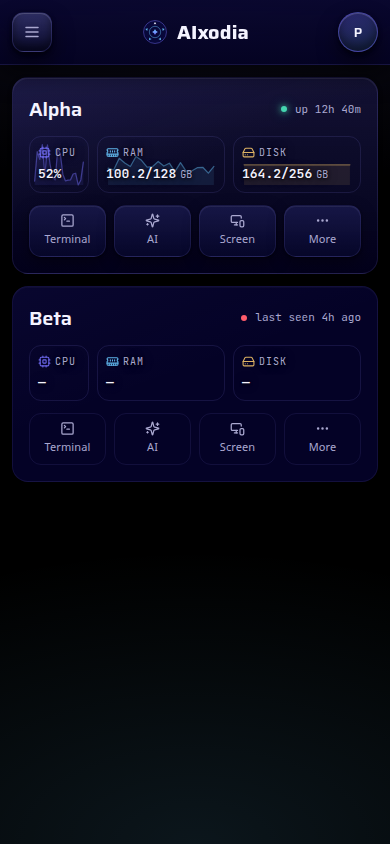 AIxodia
P
Alpha
up 12h 40m
CPU
52%
RAM
100.2/128 GB
DISK
164.2/256 GB
Terminal
AI
Screen
More
Beta
last seen 4h ago
CPU
—
RAM
—
DISK
—
Terminal
AI
Screen
More